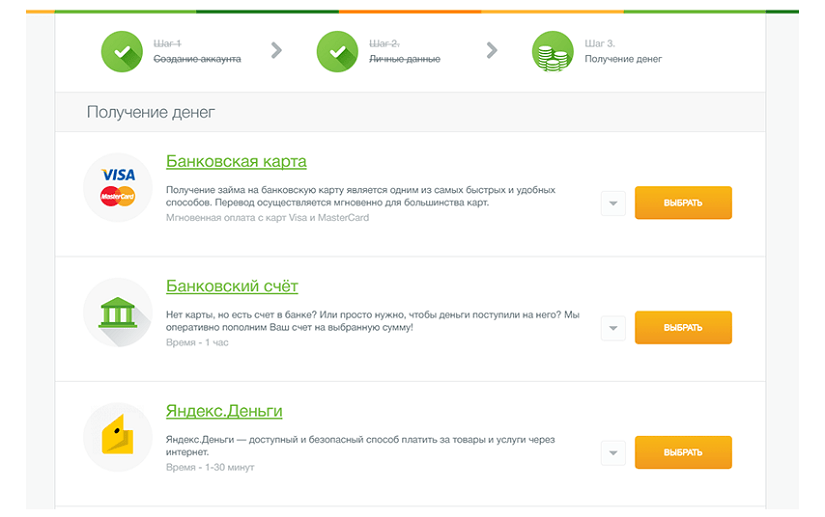 Шаг 1
Создание аккаунта
Шаг 2.
Личные данные
Шаг 3.
Получение денег
Получение денег
VISA
MasterCard
Банковская карта
Получение займа на банковскую карту является одним из самых быстрых и удобных
способов. Перевод осуществляется мгновенно для большинства карт.
Мгновенная оплата с карт Visa и MasterCard
ВЫБРАТЬ
Банковский счёт
Нет карты, но есть счет в банке? Или просто нужно, чтобы деньги поступили на него? Мы
оперативно пополним Ваш счет на выбранную сумму!
Время - 1 час
ВЫБРАТЬ
Яндекс.Деньги
Яндекс.Деньги — доступный и безопасный способ платить за товары и услуги через
интернет.
Время - 1-30 минут
ВЫБРАТЬ